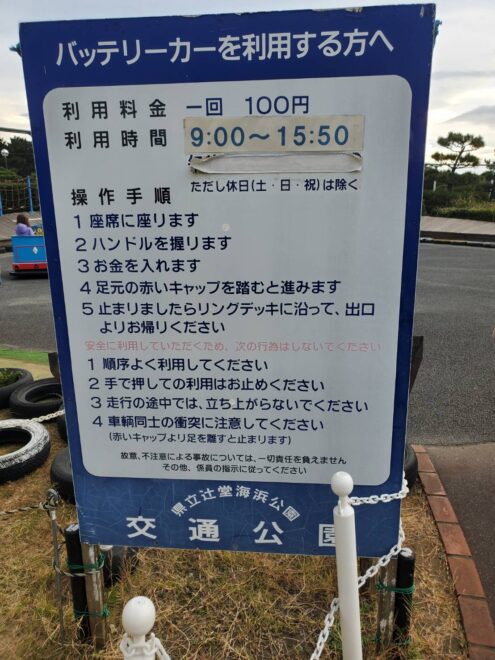 バッテリーカーを利用する方へ
利用料金 一回 100円
利用時間 9:00～15:50
ただし休日(土・日・祝)は除く
操作手順
1 座席に座ります
2 ハンドルを握ります
3 お金を入れます
4 足元の赤いキャップを踏むと進みます
5 止まりましたらリングデッキに沿って、出口
よりお帰りください
安全に利用していただくため、次の行為はしないでください
1 順序よく利用してください
2 手で押しての利用はお止めください
3 走行の途中では、立ち上がらないでください
4 車輌同士の衝突に注意してください
(赤いキャップより足を離すと止まります)
故意、不注意による事故については、一切責任を負えません
その他、係員の指示に従ってください
県立辻堂海浜公園
交通公園